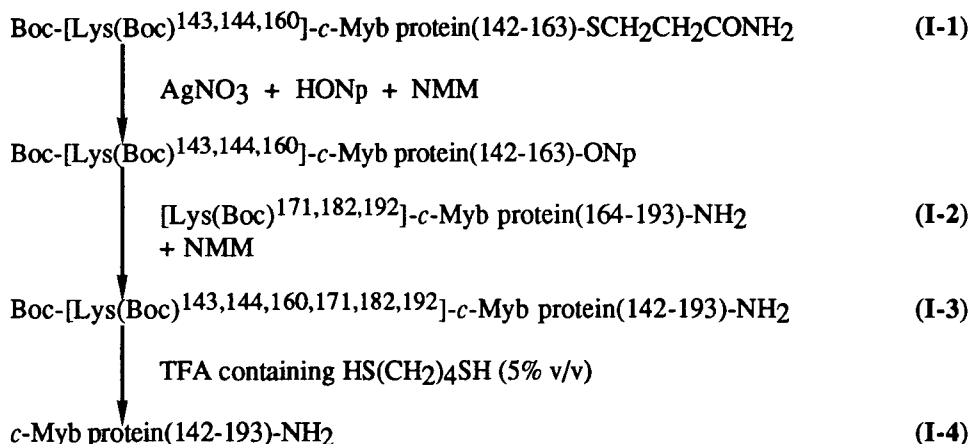 Boc-[Lys(Boc)143,144,160]-c-Myb protein(142-163)-SCH2CH2CONH2 (I-1)
AgNO3 + HONp + NMM
Boc-[Lys(Boc)143,144,160]-c-Myb protein(142-163)-ONp
[Lys(Boc)171,182,192]-c-Myb protein(164-193)-NH2 (I-2)
+ NMM
Boc-[Lys(Boc)143,144,160,171,182,192]-c-Myb protein(142-193)-NH2 (I-3)
TFA containing HS(CH2)4SH (5% v/v)
c-Myb protein(142-193)-NH2 (I-4)